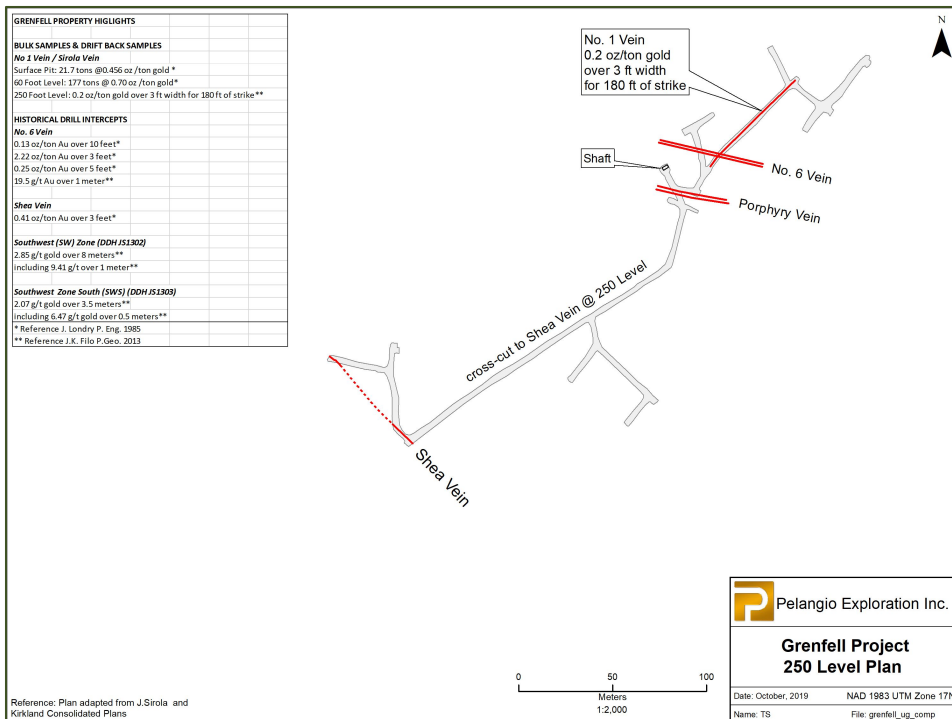 GRENFELL PROPERTY HIGLIGHTS
BULK SAMPLES & DRIFT BACK SAMPLES
No 1 Vein / Sirola Vein
Surface Pit: 21.7 tons @0.456 oz /ton gold *
60 Foot Level: 177 tons @ 0.70 oz/ton gold*
250 Foot Level: 0.2 oz/ton gold over 3 ft width for 180 ft of strike**
HISTORICAL DRILL INTERCEPTS
No. 6 Vein
0.13 oz/ton Au over 10 feet*
2.22 oz/ton Au over 3 feet*
0.25 oz/ton Au over 5 feet*
19.5 g/t Au over 1 meter**
Shea Vein
0.41 oz/ton Au over 3 feet*
Southwest (SW) Zone (DDH JS1302)
2.85 g/t gold over 8 meters**
including 9.41 g/t over 1 meter**
Southwest Zone South (SWS) (DDH JS1303)
2.07 g/t gold over 3.5 meters**
including 6.47 g/t gold over 0.5 meters**
* Reference J. Londry P. Eng. 1985
** Reference J.K. Filo P.Geo. 2013
N
No. 1 Vein
0.2 oz/ton gold
over 3 ft width
for 180 ft of strike
Shaft
No. 6 Vein
Porphyry Vein
cross-cut to Shea Vein @ 250 Level
Shea Vein
0 50 100
Meters
1:2,000
Reference: Plan adapted from J.Sirola and
Kirkland Consolidated Plans
Pelangio Exploration Inc.
Grenfell Project
250 Level Plan
Date: October, 2019 NAD 1983 UTM Zone 17N
Name: TS File: grenfell_ug_comp